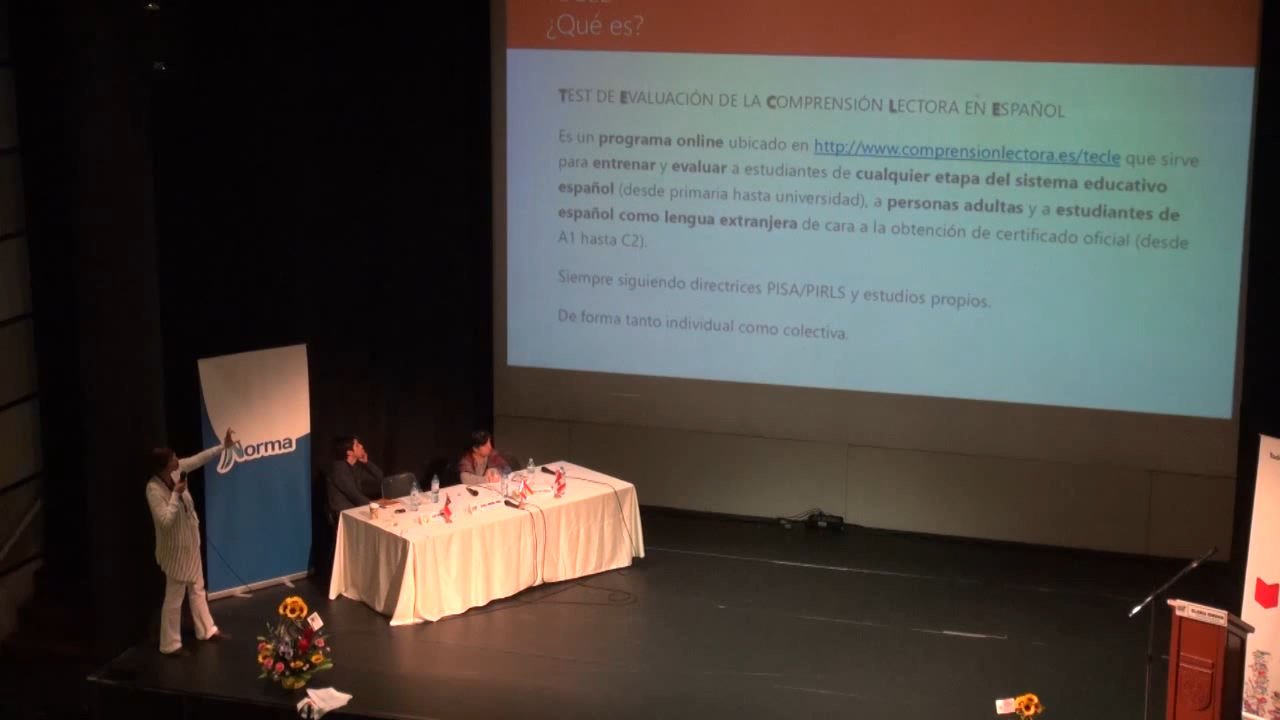 ¿Qué es?
TEST DE EVALUACIÓN DE LA COMPRENSIÓN LECTORA EN ESPAÑOL
Es un programa online ubicado en http://www.comprensionlectora.es/tecle que sirve
para entrenar y evaluar a estudiantes de cualquier etapa del sistema educativo
español (desde primaria hasta universidad), a personas adultas y a estudiantes de
español como lengua extranjera de cara a la obtención de certificado oficial (desde
A1 hasta C2).
Siempre siguiendo directrices PISA/PIRLS y estudios propios.
De forma tanto individual como colectiva.
Norma